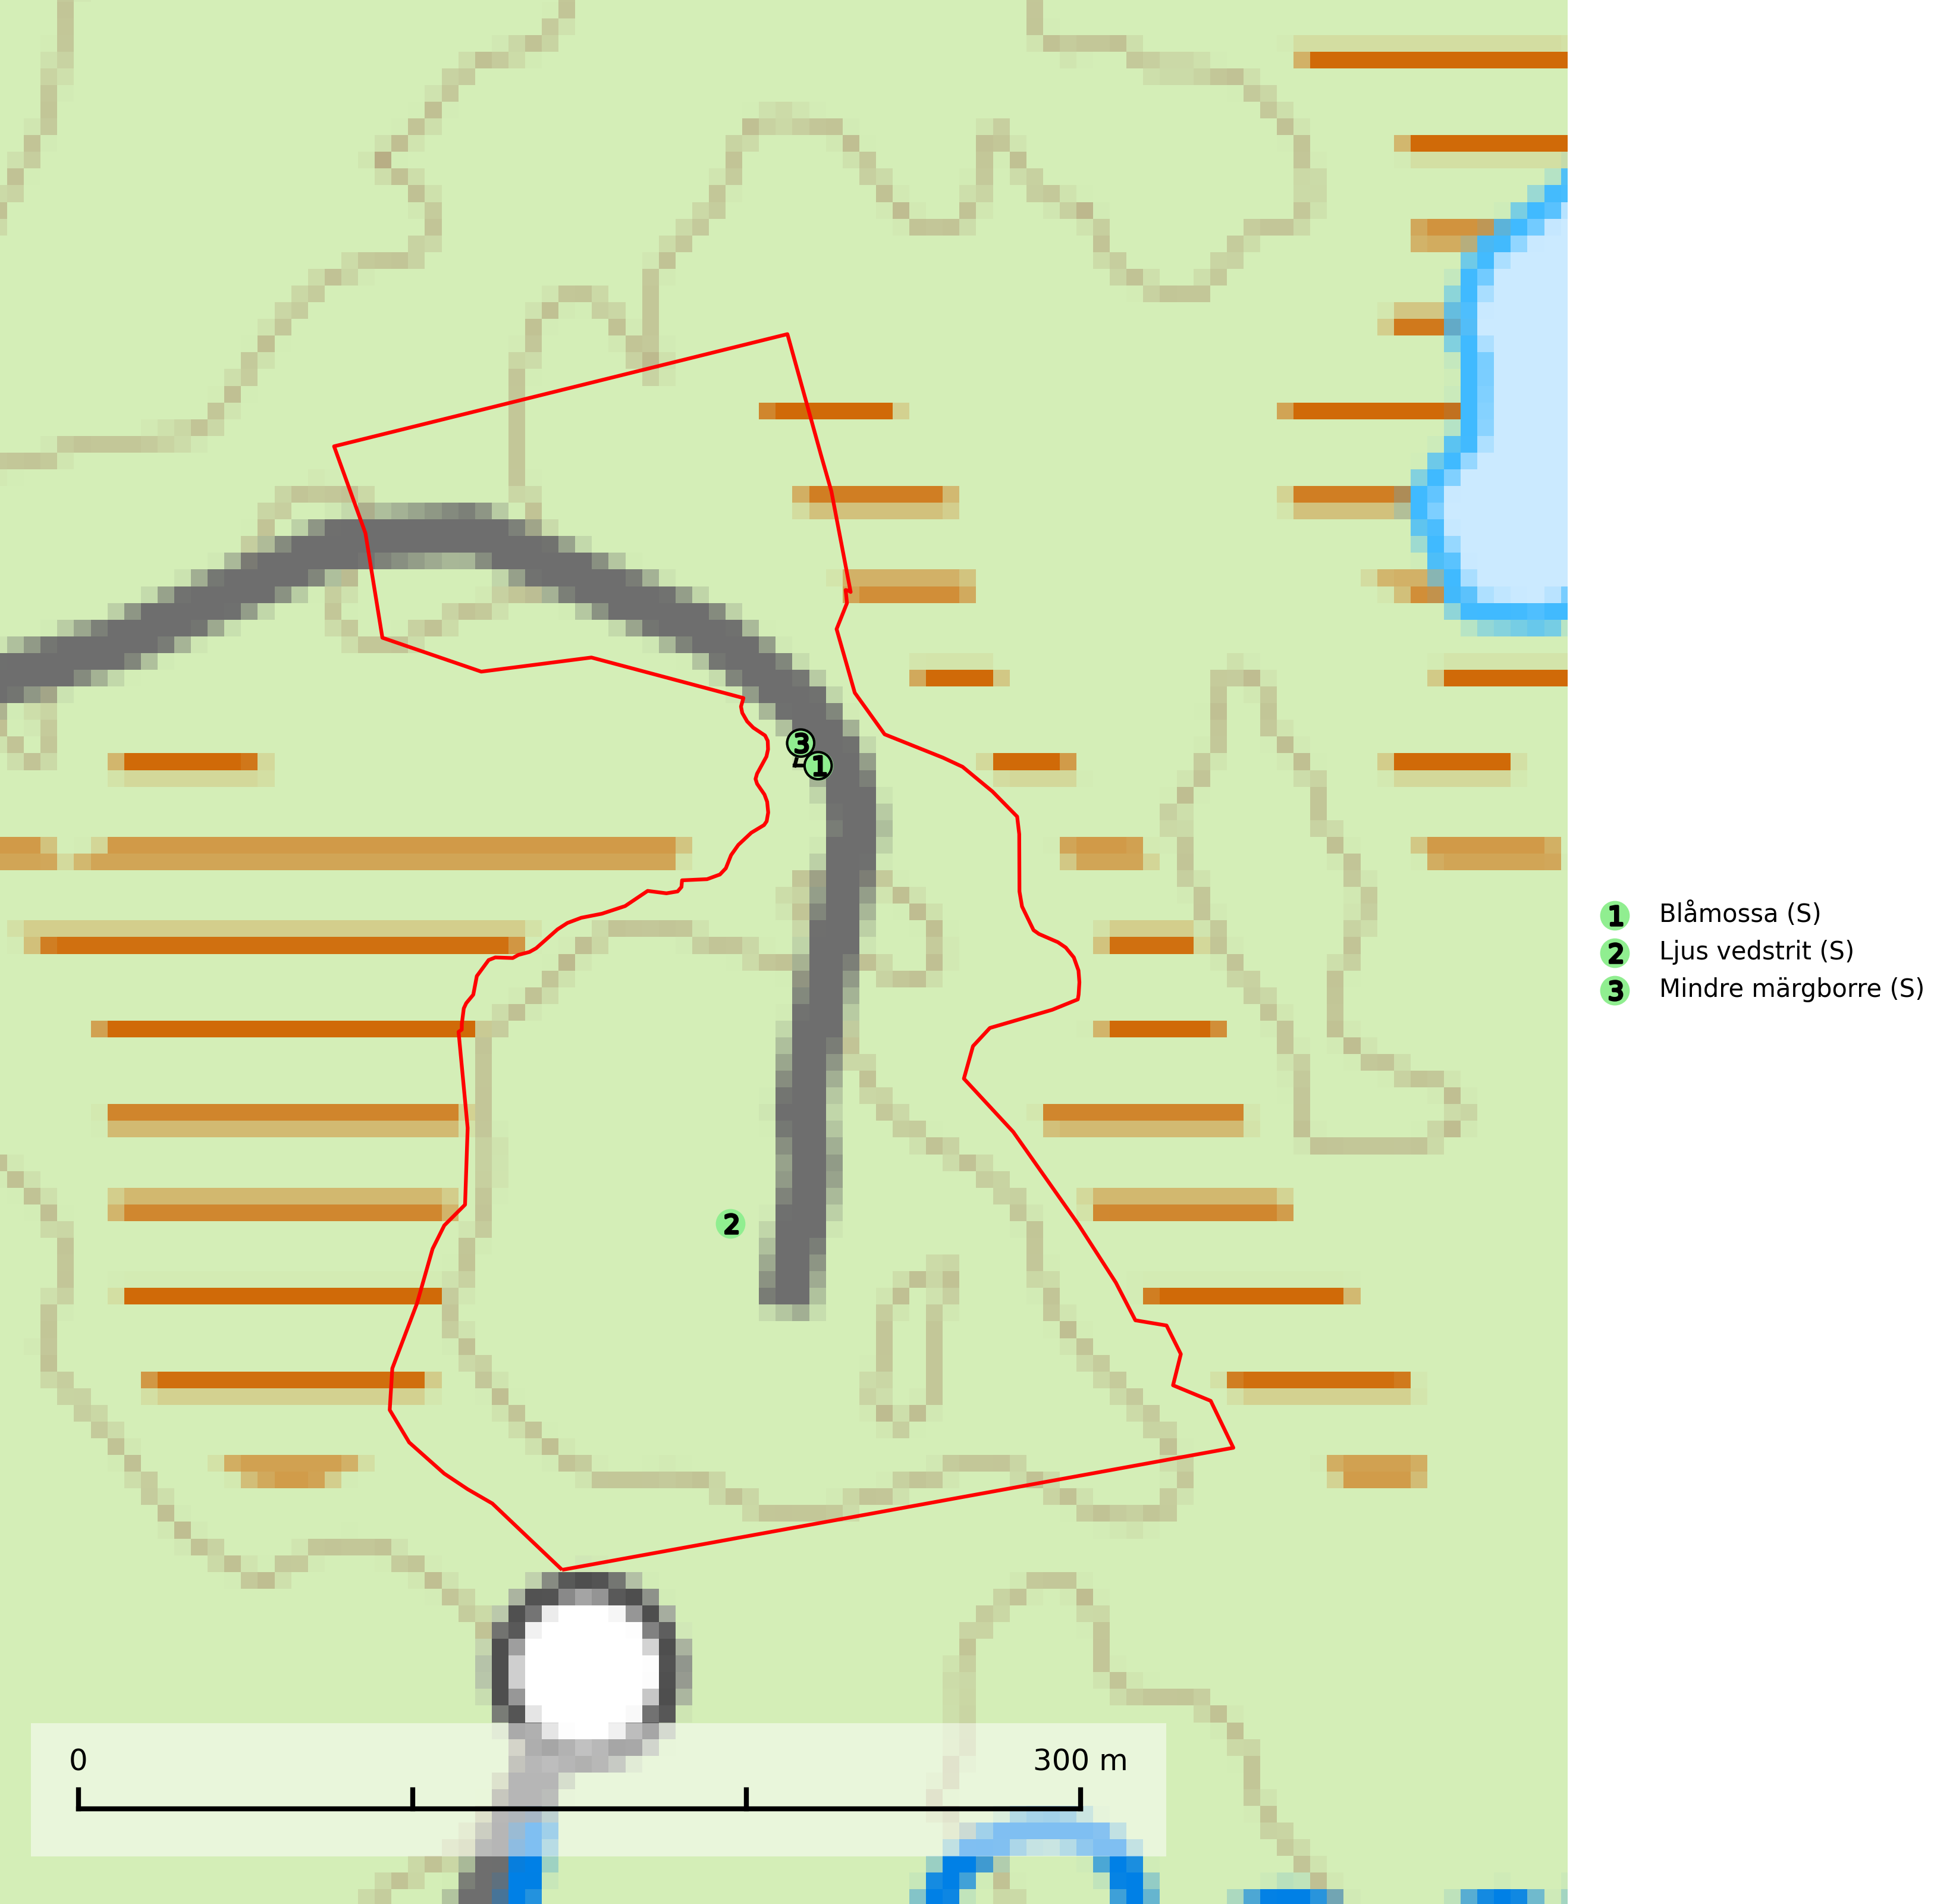 3
1
2
1 Blåmossa (S)
2 Ljus vedstrit (S)
3 Mindre märgborre (S)
0 300 m